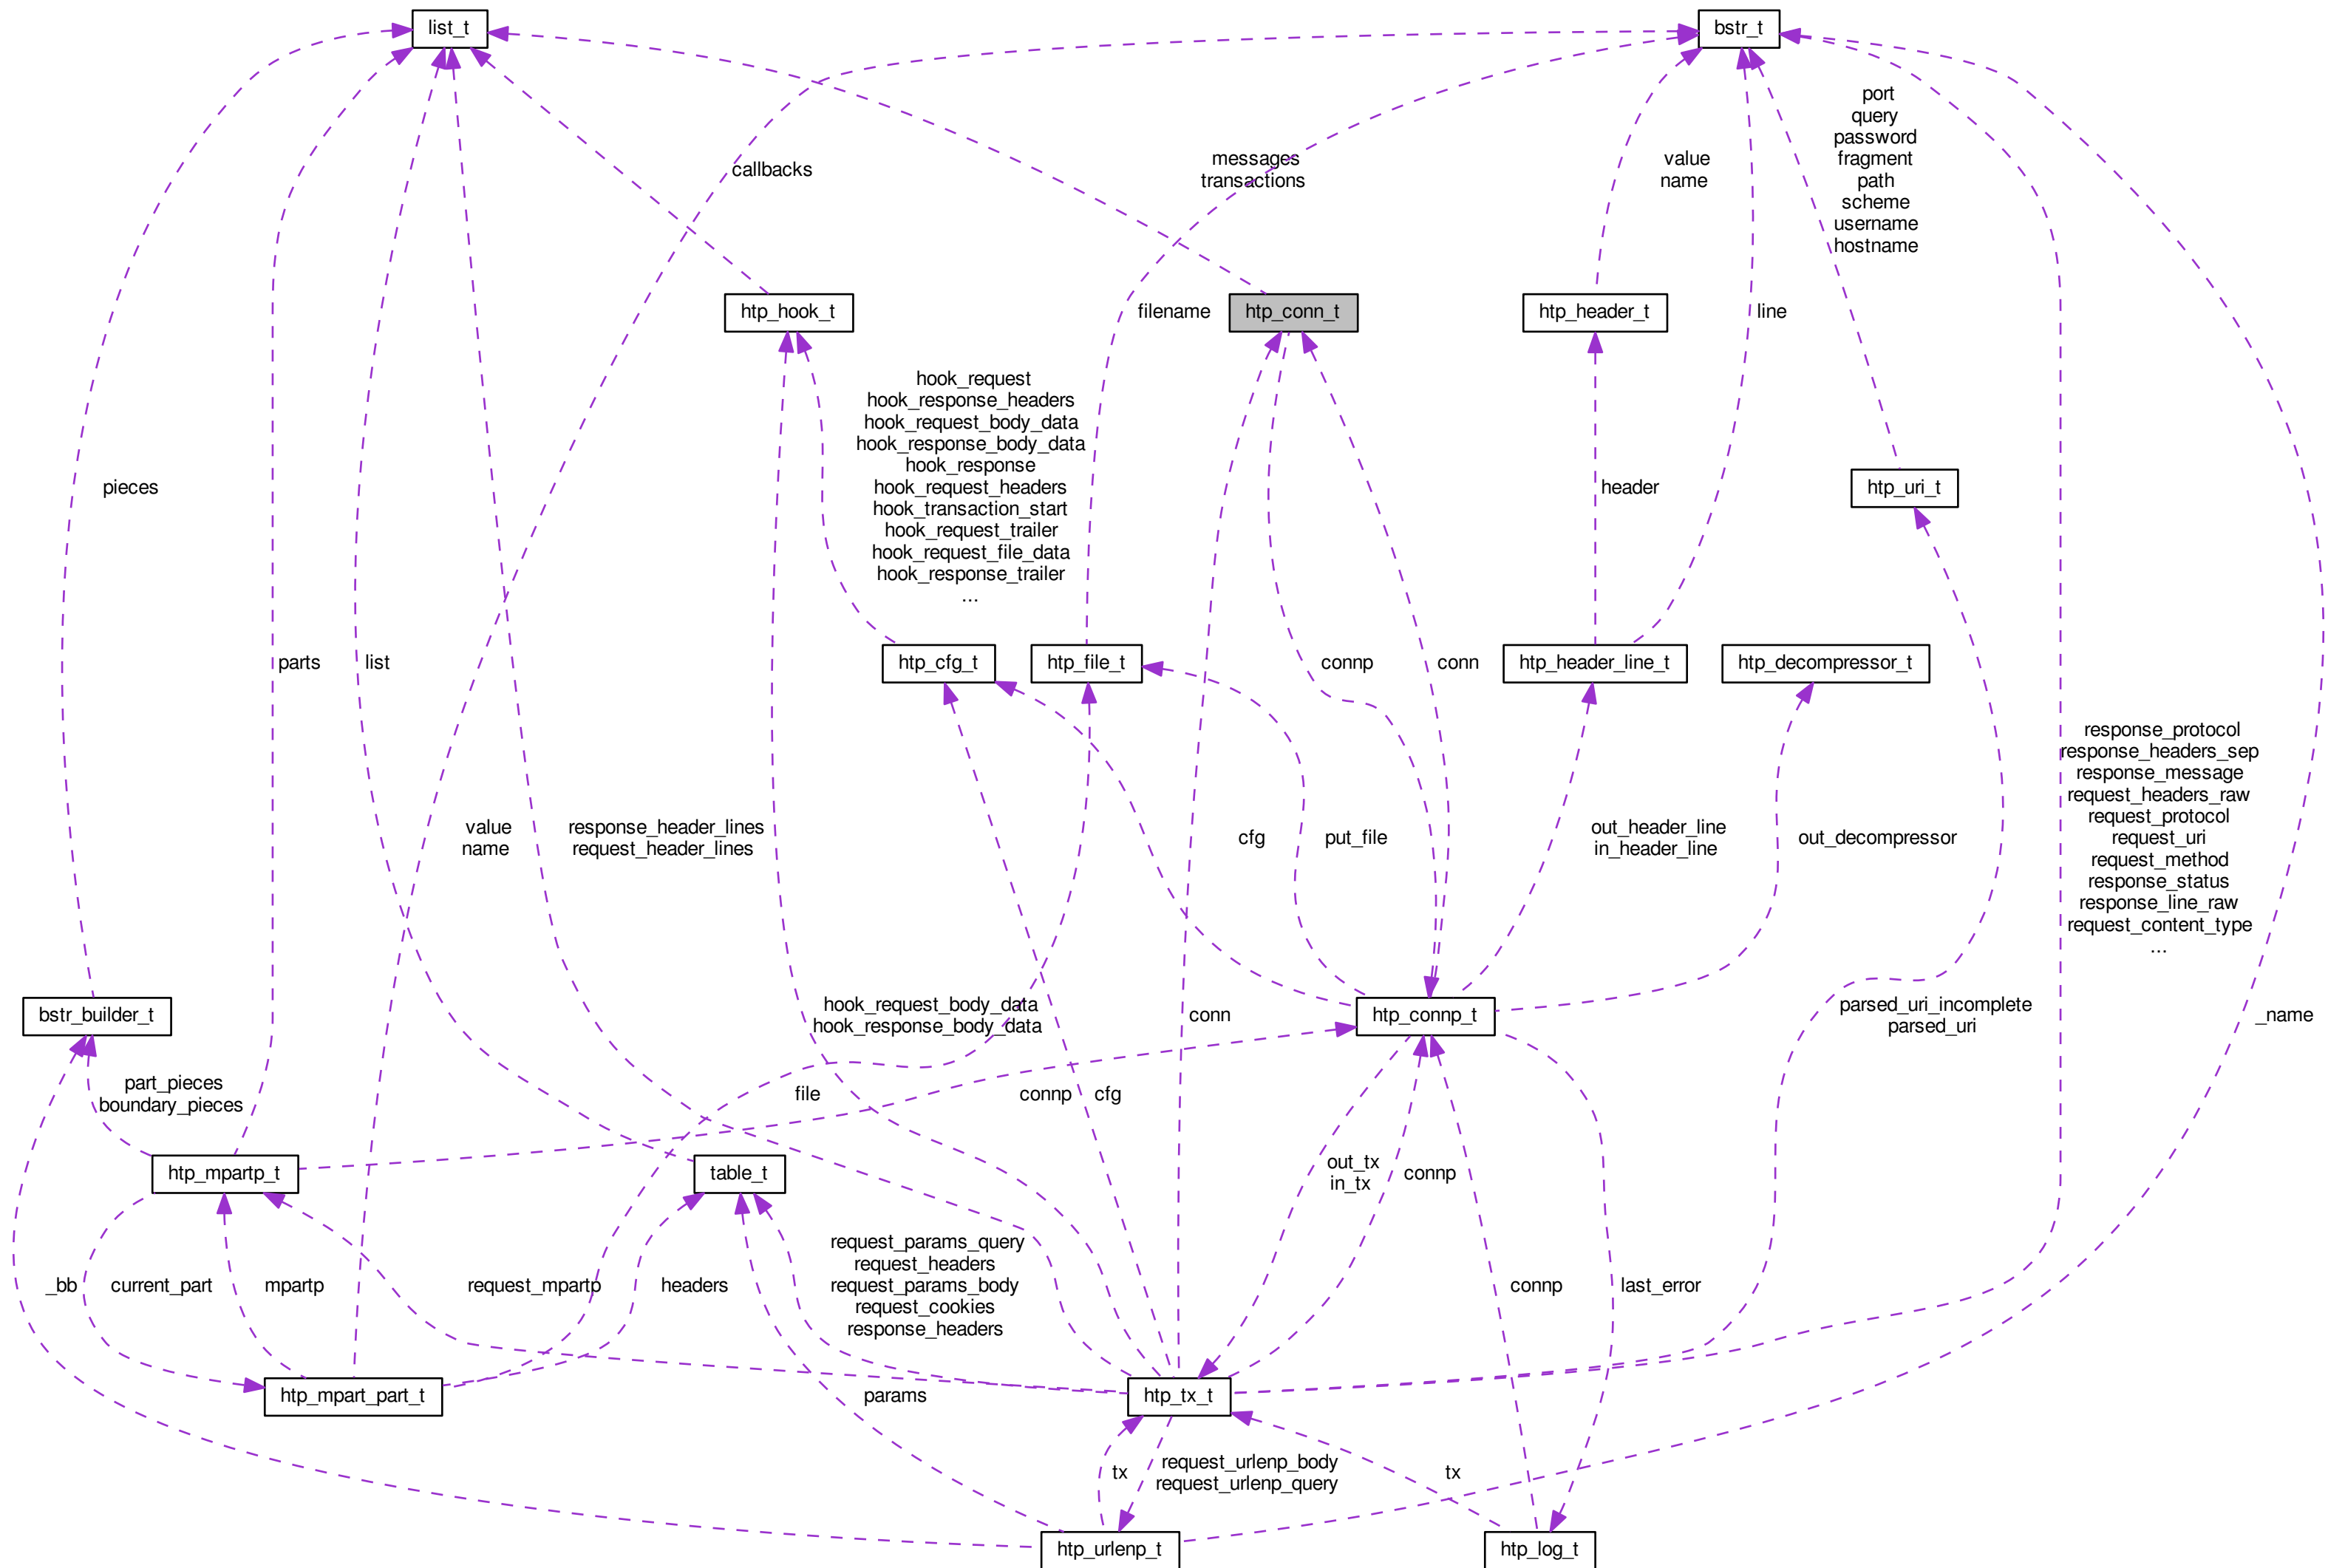 list_t
bstr_t
port
query
password
fragment
path
scheme
username
hostname
callbacks
messages
transactions
value
name
htp_hook_t
filename
htp_conn_t
htp_header_t
line
hook_request
hook_response_headers
hook_request_body_data
hook_response_body_data
hook_response
hook_request_headers
hook_transaction_start
hook_request_trailer
hook_request_file_data
hook_response_trailer
...
pieces
header
htp_uri_t
parts
list
htp_cfg_t
htp_file_t
connp
conn
htp_header_line_t
htp_decompressor_t
response_protocol
response_headers_sep
response_message
request_headers_raw
request_protocol
request_uri
request_method
response_status
response_line_raw
request_content_type
...
value
name
response_header_lines
request_header_lines
cfg
put_file
out_header_line
in_header_line
out_decompressor
bstr_builder_t
hook_request_body_data
hook_response_body_data
conn
htp_connp_t
parsed_uri_incomplete
parsed_uri
_name
part_pieces
boundary_pieces
file
connp
cfg
htp_mpartp_t
table_t
out_tx
in_tx
connp
_bb
current_part
mpartp
request_mpartp
headers
request_params_query
request_headers
request_params_body
request_cookies
response_headers
connp
last_error
htp_mpart_part_t
params
htp_tx_t
tx
request_urlenp_body
request_urlenp_query
tx
htp_urlenp_t
htp_log_t